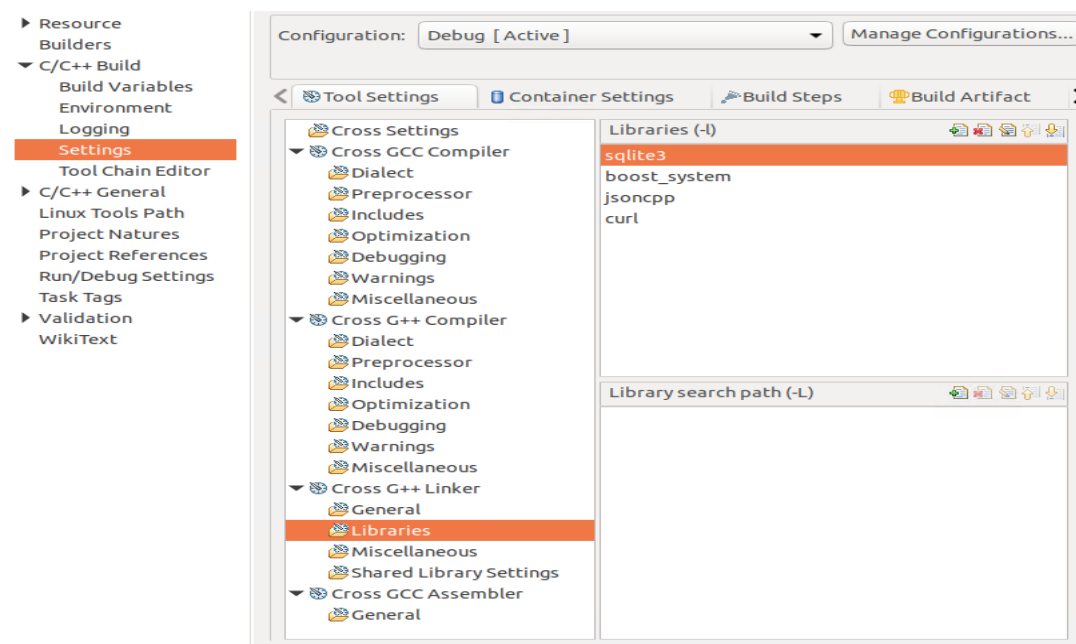 Resource
Builders
C/C++ Build
Build Variables
Environment
Logging
Settings
Tool Chain Editor
C/C++ General
Linux Tools Path
Project Natures
Project References
Run/Debug Settings
Task Tags
Validation
WikiText
Configuration: Debug [ Active ] Manage Configurations...
Tool Settings Container Settings Build Steps Build Artifact
Cross Settings
Cross GCC Compiler
Dialect
Preprocessor
Includes
Optimization
Debugging
Warnings
Miscellaneous
Cross G++ Compiler
Dialect
Preprocessor
Includes
Optimization
Debugging
Warnings
Miscellaneous
Cross G++ Linker
General
Libraries
Miscellaneous
Shared Library Settings
Cross GCC Assembler
General
Libraries (-l)
sqlite3
boost_system
jsoncpp
curl
Library search path (-L)